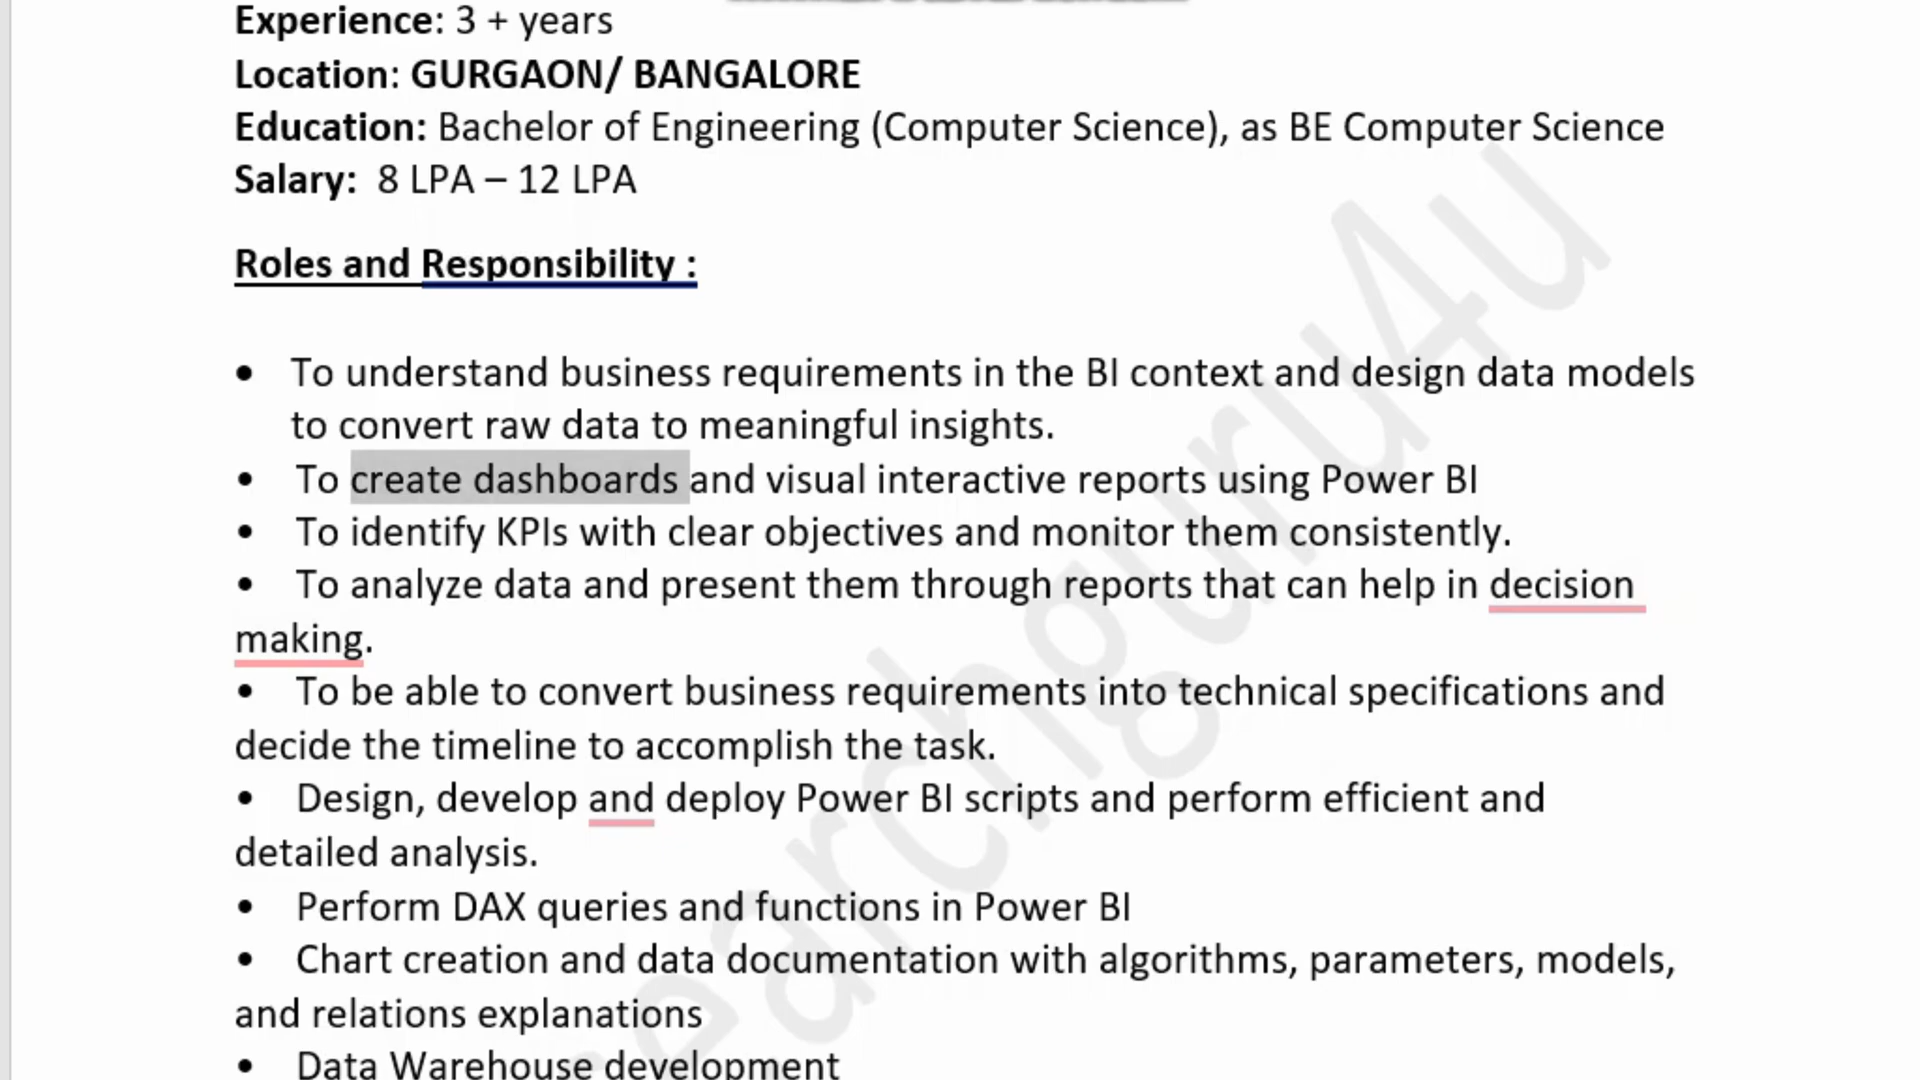 Experience: 3 + years
Location: GURGAON/ BANGALORE
Education: Bachelor of Engineering (Computer Science), as BE Computer Science
Salary: 8 LPA – 12 LPA
Roles and Responsibility :
• To understand business requirements in the BI context and design data models
to convert raw data to meaningful insights.
• To create dashboards and visual interactive reports using Power BI
• To identify KPIs with clear objectives and monitor them consistently.
• To analyze data and present them through reports that can help in decision
making.
• To be able to convert business requirements into technical specifications and
decide the timeline to accomplish the task.
• Design, develop and deploy Power BI scripts and perform efficient and
detailed analysis.
• Perform DAX queries and functions in Power BI
• Chart creation and data documentation with algorithms, parameters, models,
and relations explanations
• Data Warehouse development
earchguru4u